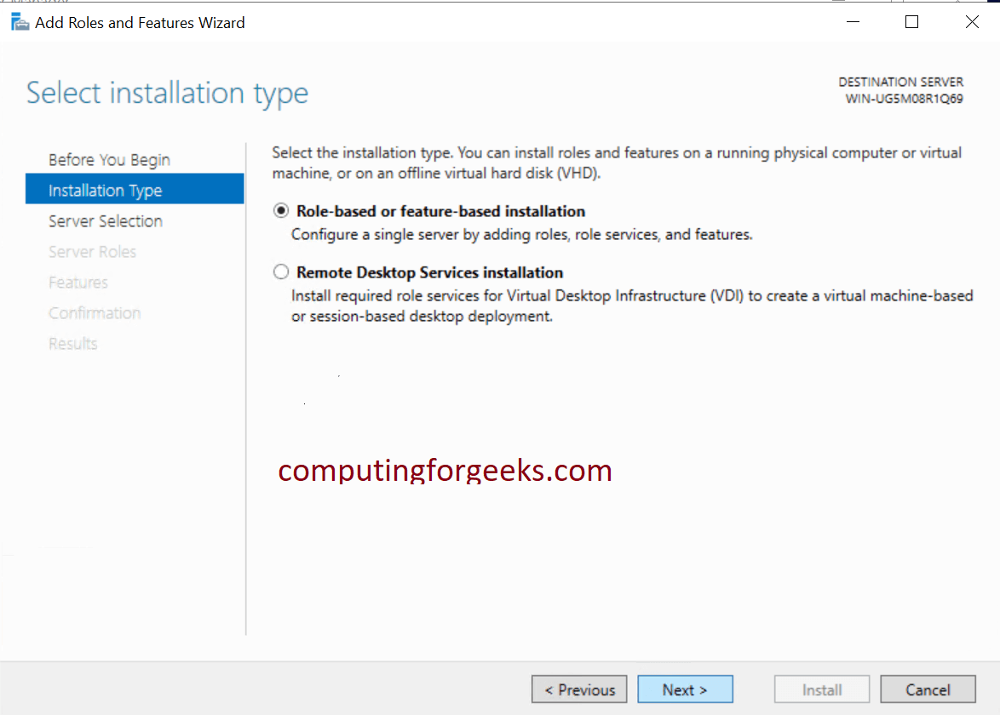 Add Roles and Features Wizard
Select installation type
DESTINATION SERVER
WIN-UG5M08R1Q69
Before You Begin
Installation Type
Server Selection
Server Roles
Features
Confirmation
Results
Select the installation type. You can install roles and features on a running physical computer or virtual
machine, or on an offline virtual hard disk (VHD).
Role-based or feature-based installation
Configure a single server by adding roles, role services, and features.
Remote Desktop Services installation
Install required role services for Virtual Desktop Infrastructure (VDI) to create a virtual machine-based
or session-based desktop deployment.
computingforgeeks.com
< Previous
Next >
Install
Cancel